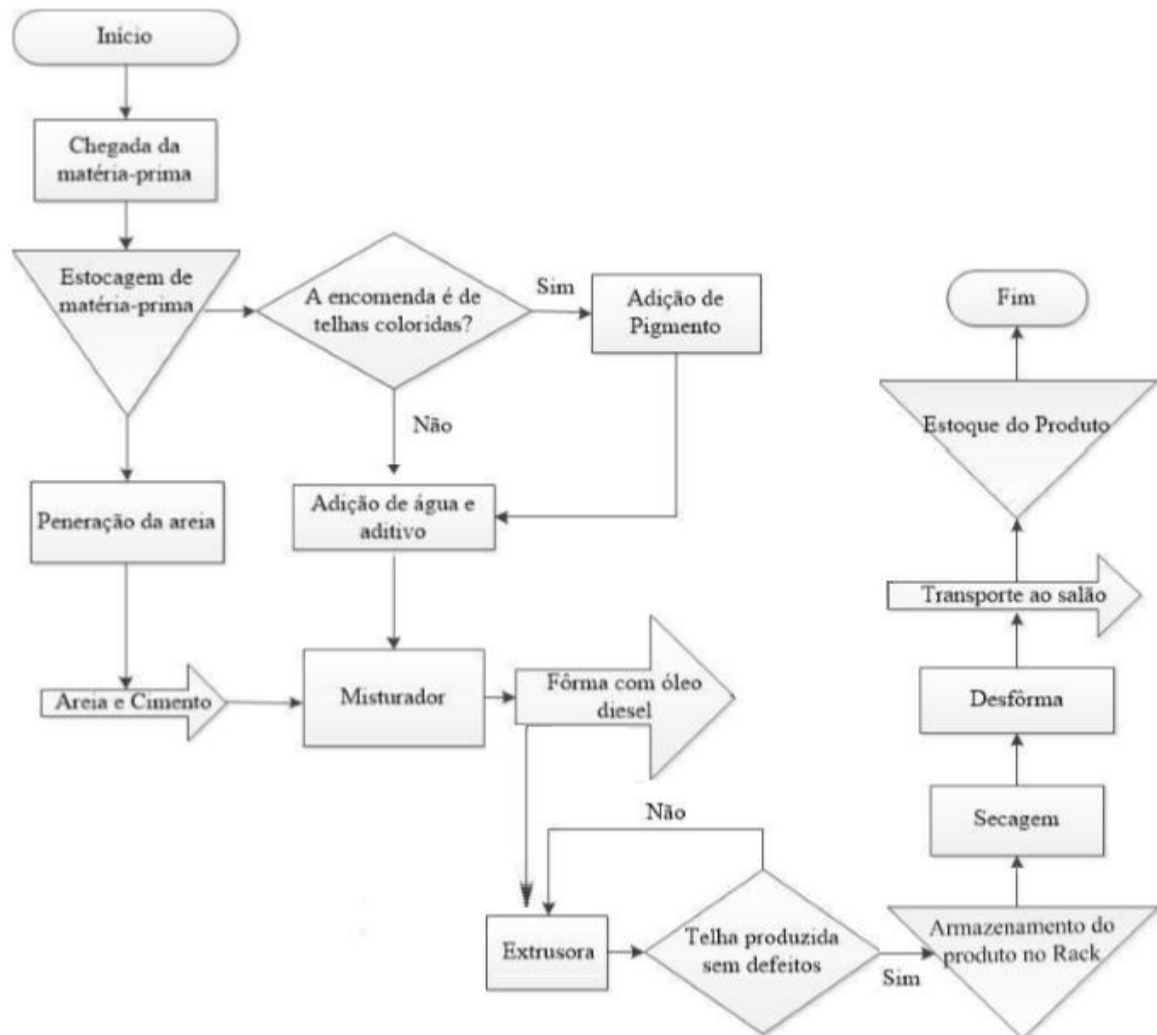 Início
Chegada da
matéria-prima
Estocagem de
matéria-prima
A encomenda é de
telhas coloridas?
Sim
Adição de
Pigmento
Não
Peneração da areia
Adição de água e
aditivo
Areia e Cimento
Misturador
Fôrma com óleo
diesel
Não
Extrusora
Telha produzida
sem defeitos
Sim
Armazenamento do
produto no Rack
Secagem
Desfôrma
Transporte ao salão
Estoque do Produto
Fim